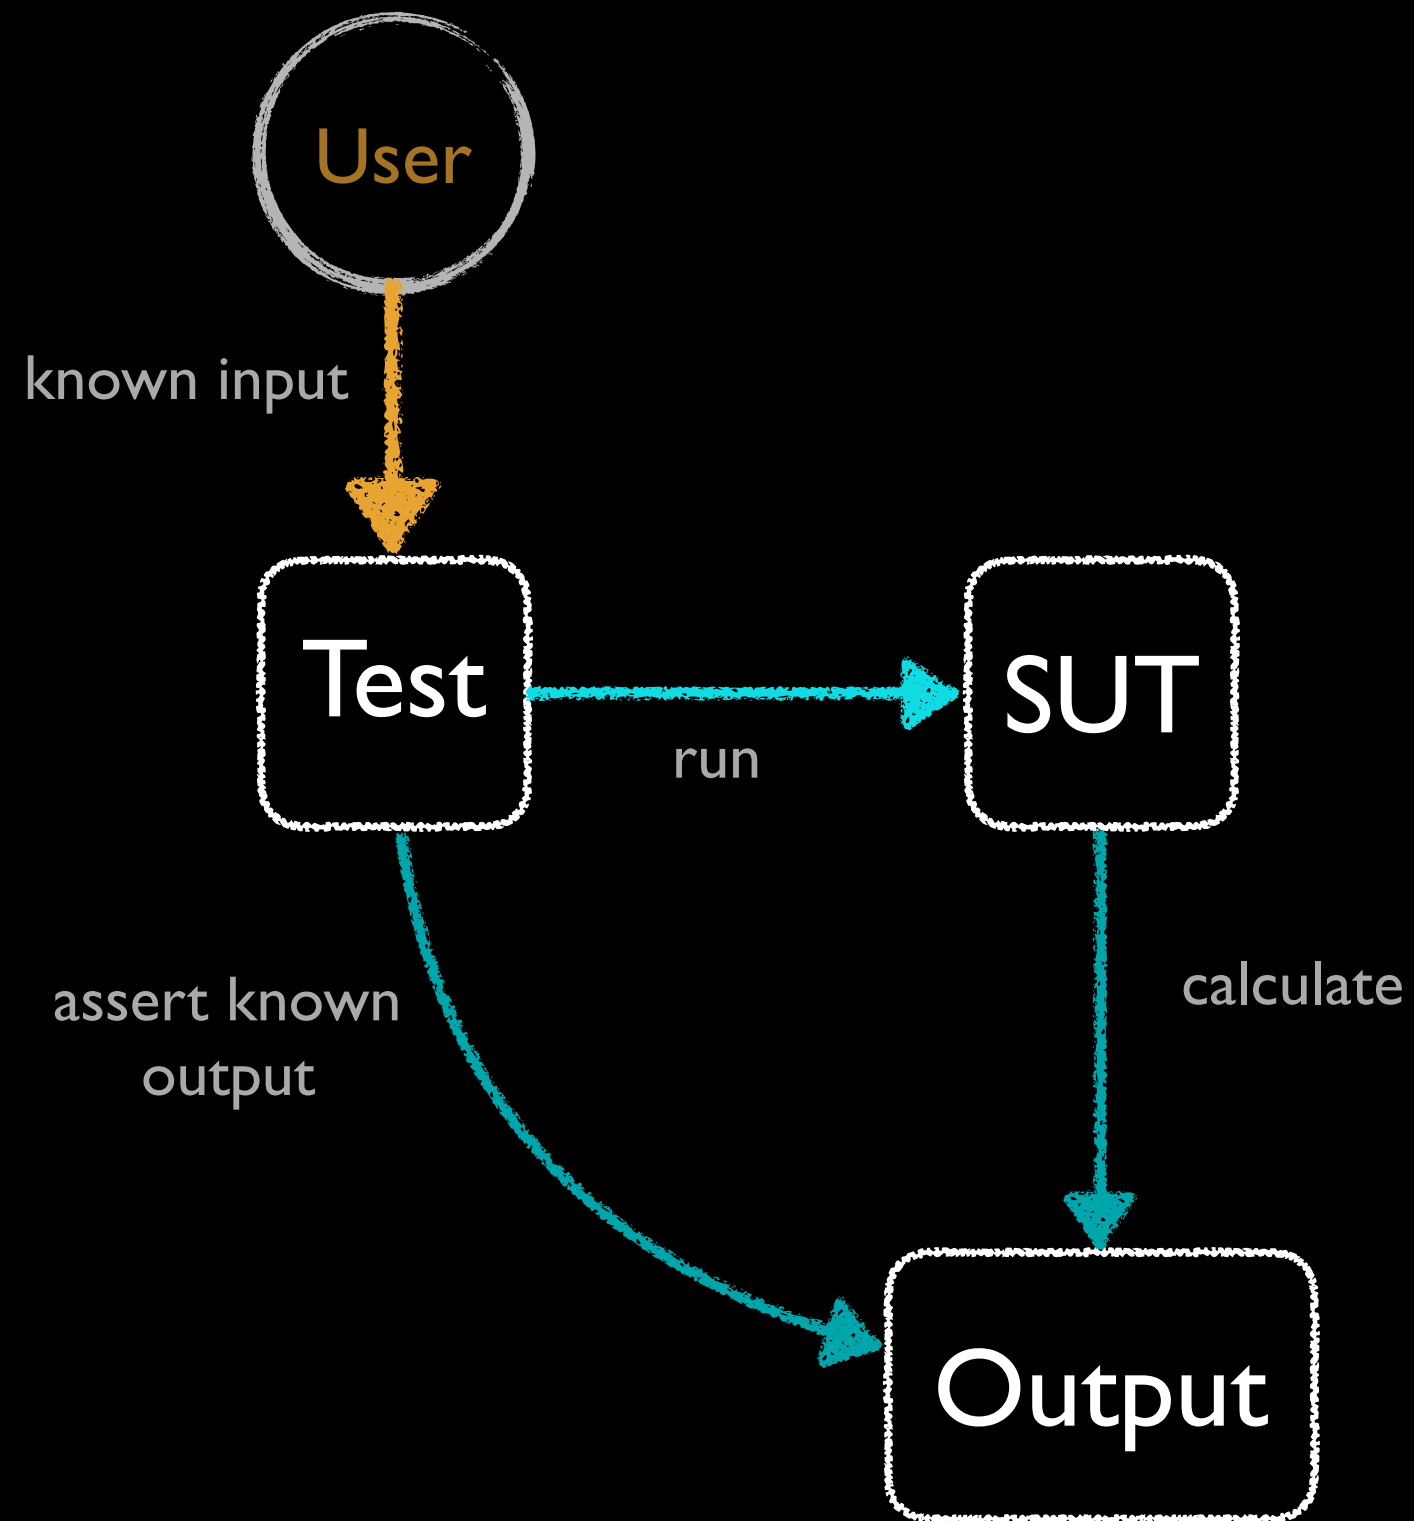 User
known input
Test
SUT
run
assert known
output
calculate
Output